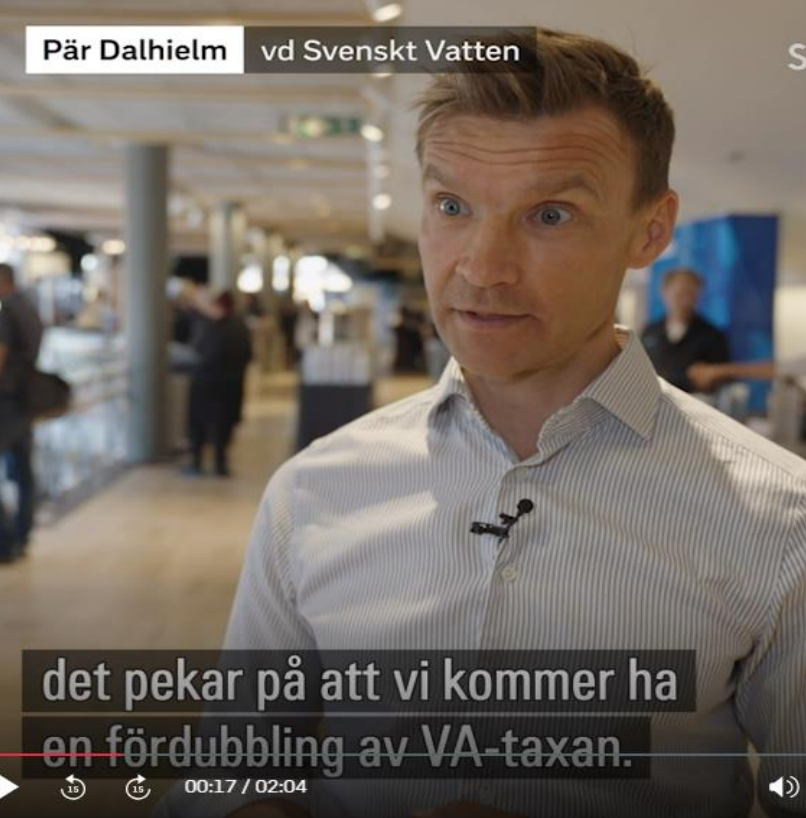 Pär Dalhielm vd Svenskt Vatten
S
det pekar på att vi kommer ha
en fördubbling av VA-taxan.
15 15 00:17 / 02:04